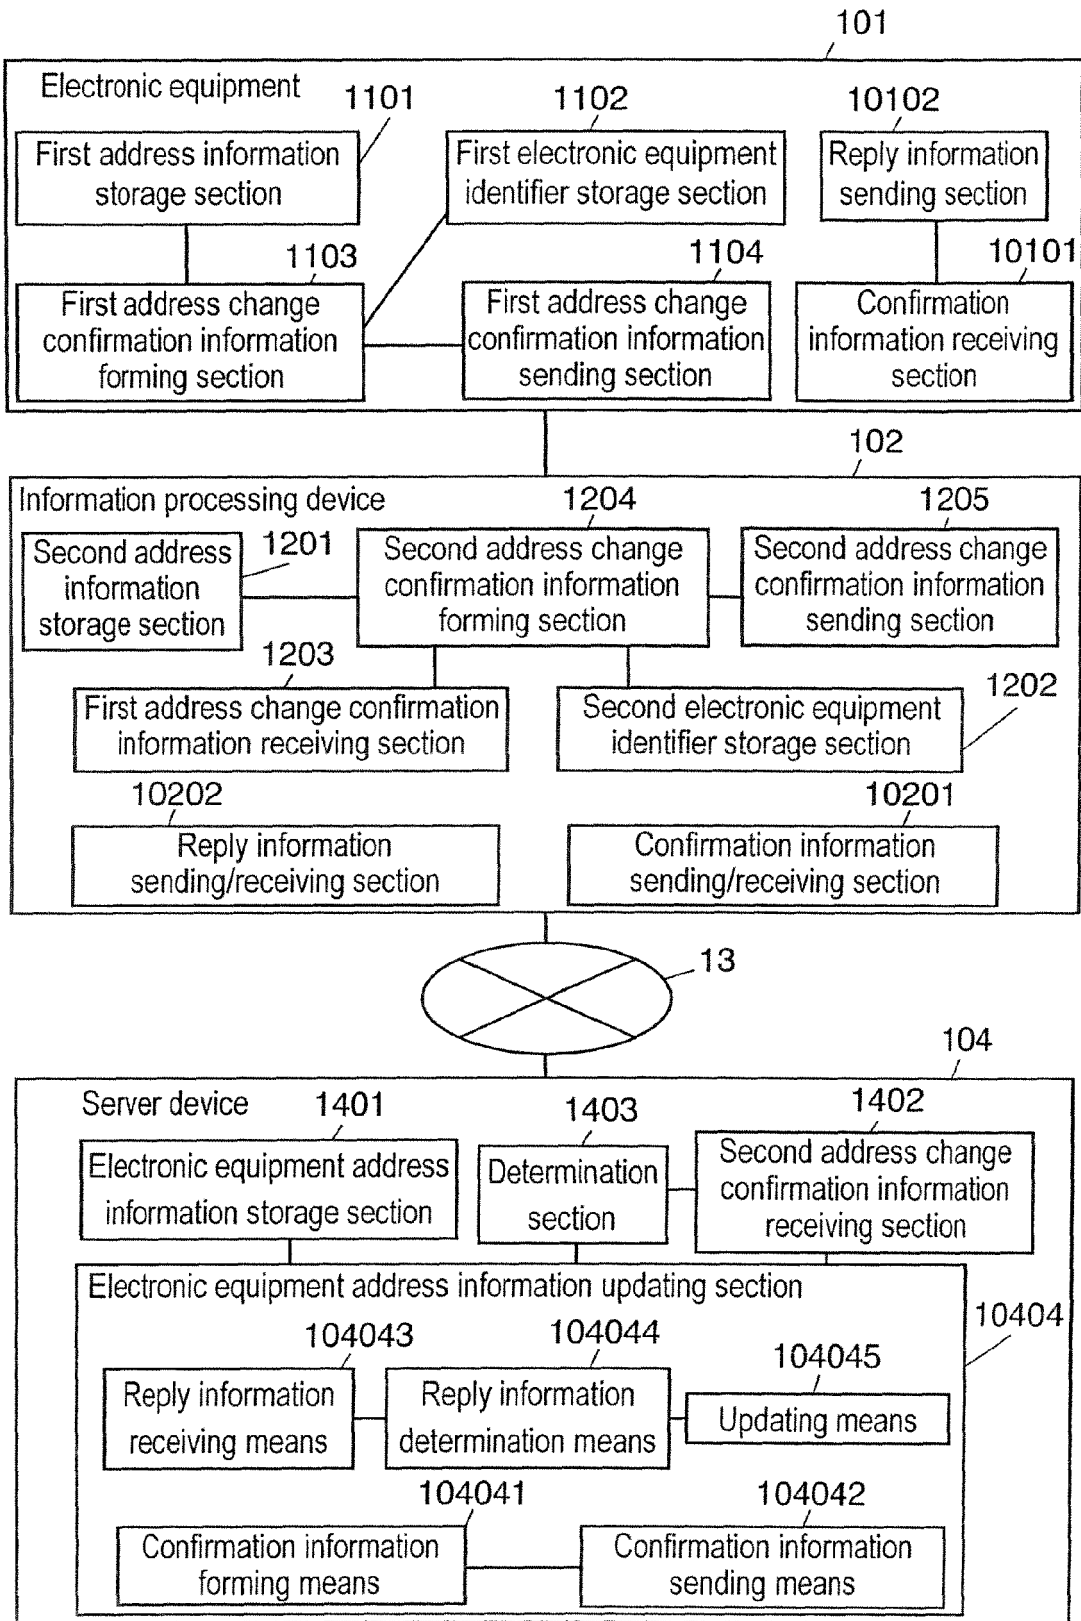 101
Electronic equipment
1101
1102
10102
First address information
storage section
First electronic equipment
identifier storage section
Reply information
sending section
1103
1104
10101
First address change
confirmation information
forming section
First address change
confirmation information
sending section
Confirmation
information receiving
section
102
Information processing device
1201
1204
1205
Second address
information
storage section
Second address change
confirmation information
forming section
Second address change
confirmation information
sending section
1203
1202
First address change confirmation
information receiving section
Second electronic equipment
identifier storage section
10202
10201
Reply information
sending/receiving section
Confirmation information
sending/receiving section
13
104
Server device
1401
1403
1402
Electronic equipment address
information storage section
Determination
section
Second address change
confirmation information
receiving section
Electronic equipment address information updating section
10404
104043
104044
104045
Reply information
receiving means
Reply information
determination means
Updating means
104041
104042
Confirmation information
forming means
Confirmation information
sending means